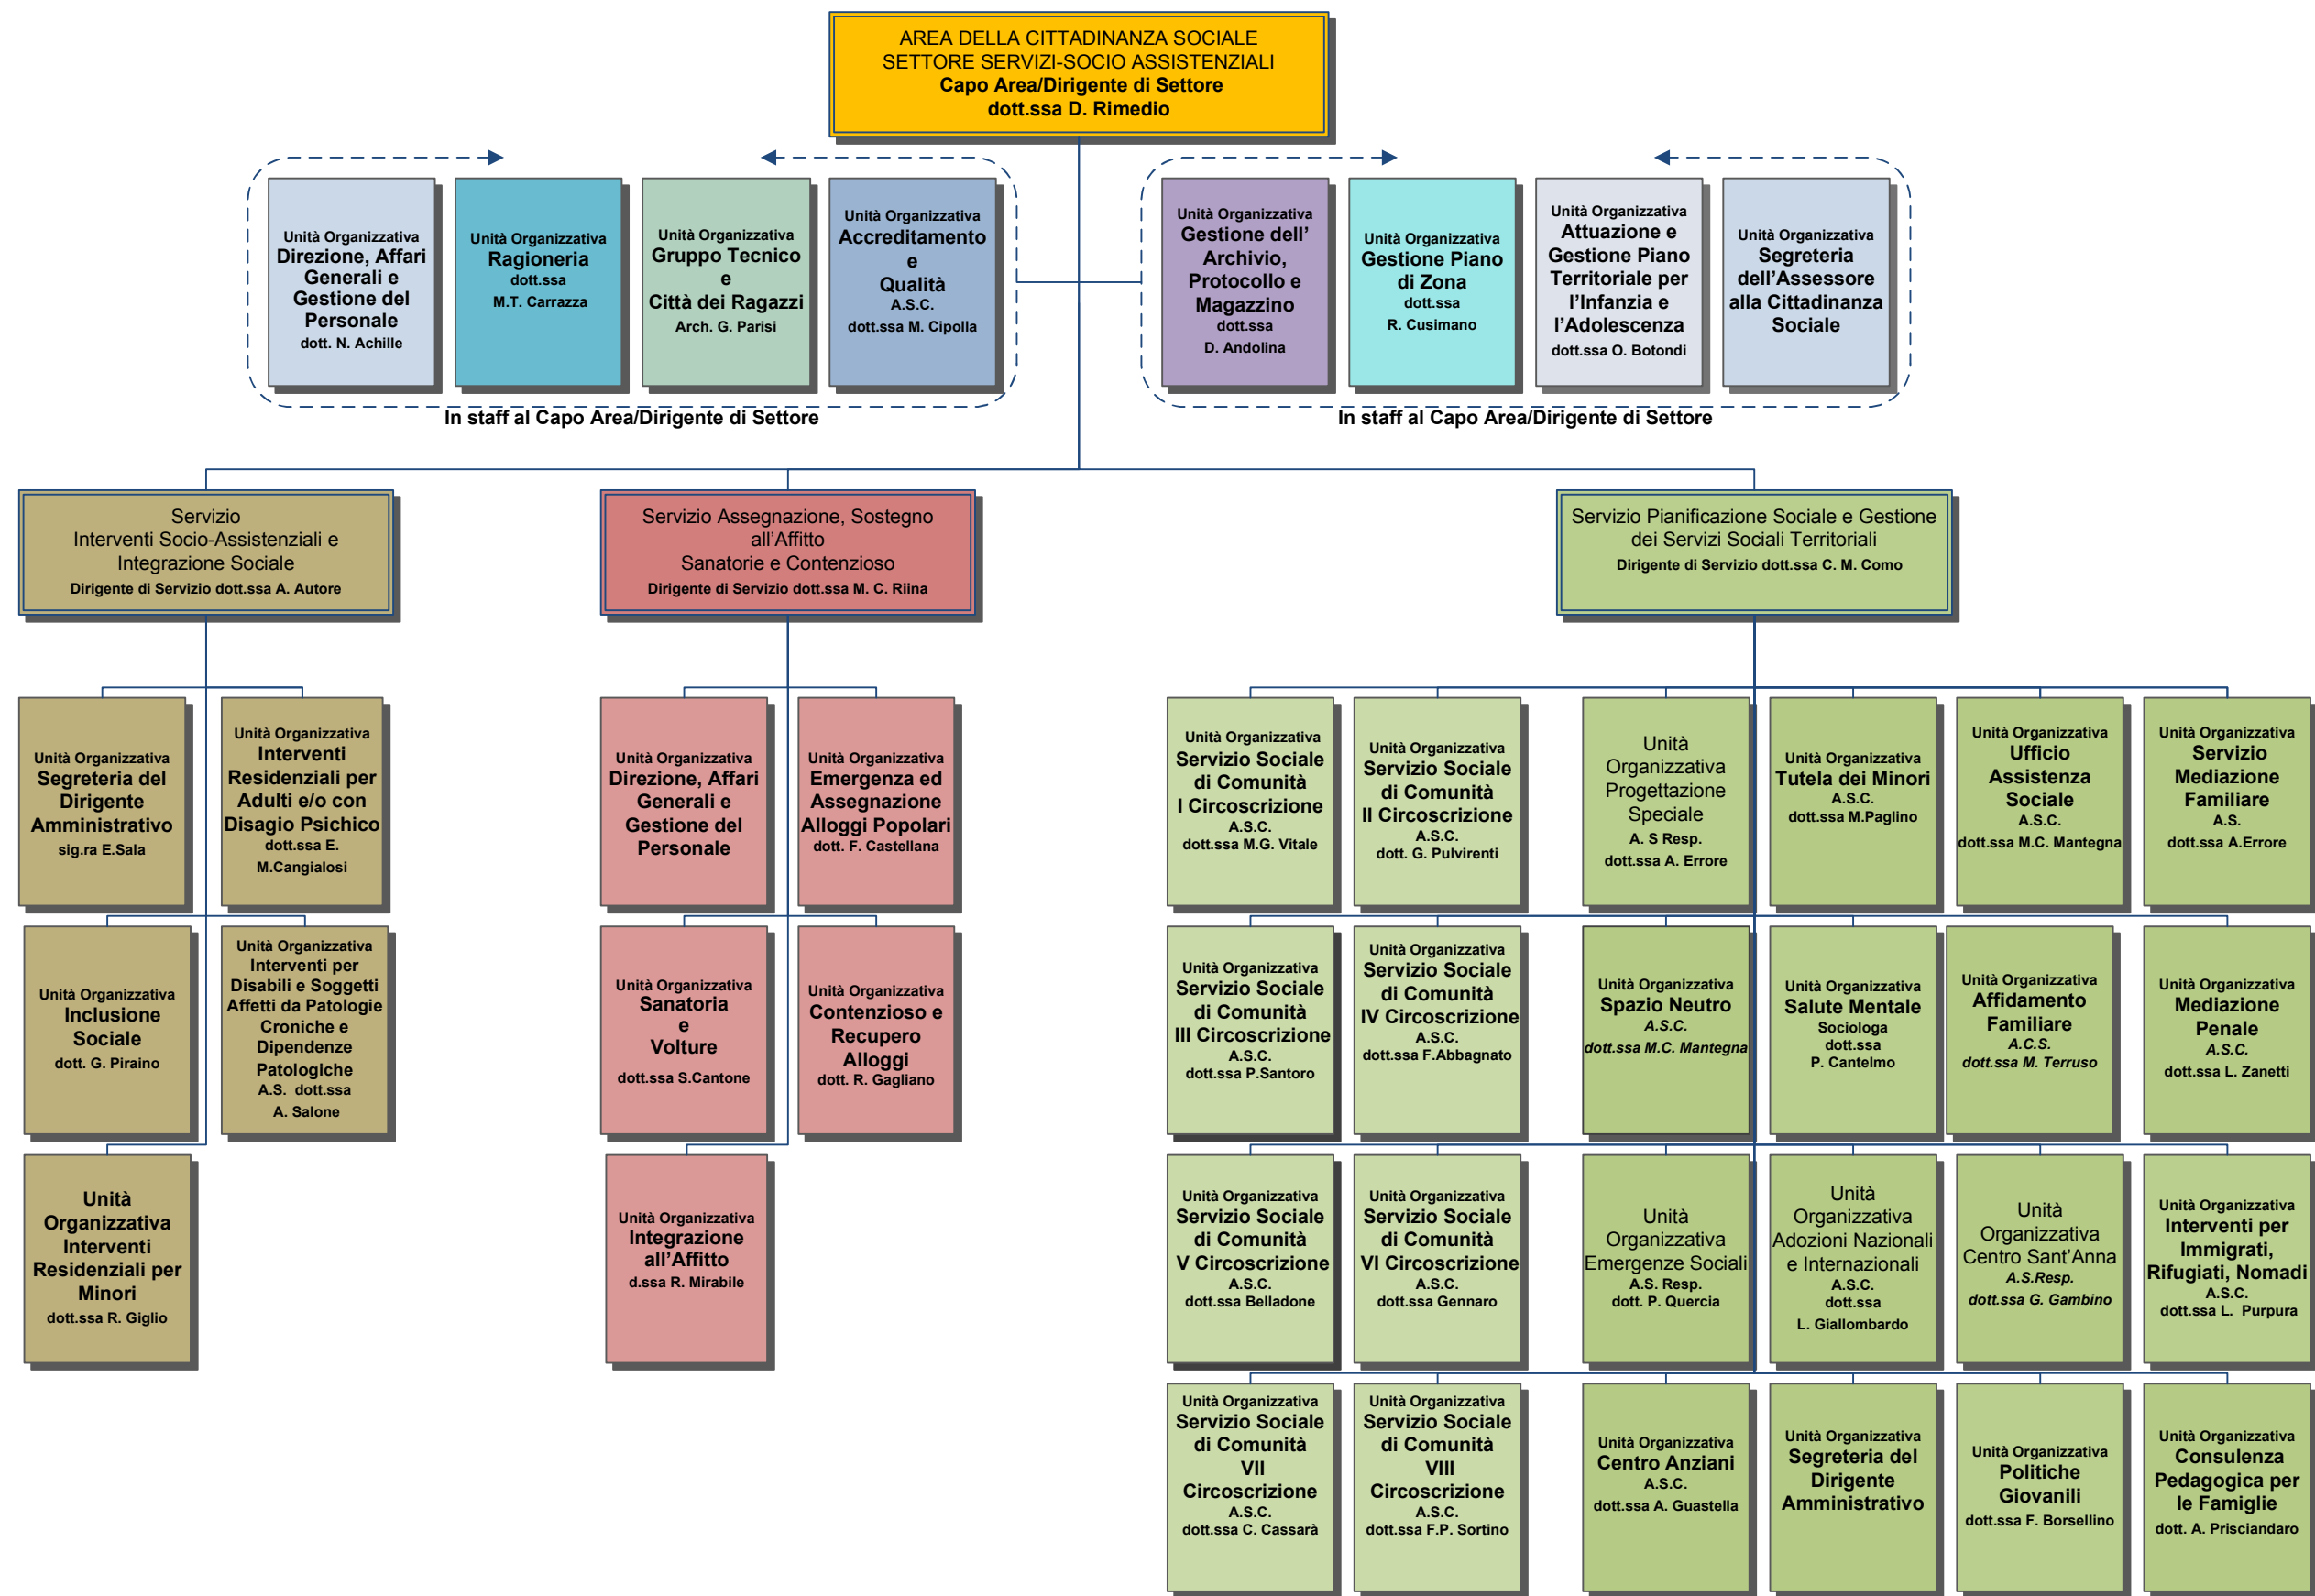 AREA DELLA CITTADINANZA SOCIALE
SETTORE SERVIZI-SOCIO ASSISTENZIALI
Capo Area/Dirigente di Settore
dott.ssa D. Rimedio
Unità Organizzativa
Direzione, Affari
Generali e
Gestione del
Personale
dott. N. Achille
Unità Organizzativa
Ragioneria
dott.ssa
M.T. Carrazza
Unità Organizzativa
Gruppo Tecnico
e
Città dei Ragazzi
Arch. G. Parisi
Unità Organizzativa
Accreditamento
e
Qualità
A.S.C.
dott.ssa M. Cipolla
In staff al Capo Area/Dirigente di Settore
Unità Organizzativa
Gestione dell’
Archivio,
Protocollo e
Magazzino
dott.ssa
D. Andolina
Unità Organizzativa
Gestione Piano
di Zona
dott.ssa
R. Cusimano
Unità Organizzativa
Attuazione e
Gestione Piano
Territoriale per
l’Infanzia e
l’Adolescenza
dott.ssa O. Botondi
Unità Organizzativa
Segreteria
dell’Assessore
alla Cittadinanza
Sociale
In staff al Capo Area/Dirigente di Settore
Servizio
Interventi Socio-Assistenziali e
Integrazione Sociale
Dirigente di Servizio dott.ssa A. Autore
Servizio Assegnazione, Sostegno
all’Affitto
Sanatorie e Contenzioso
Dirigente di Servizio dott.ssa M. C. Riina
Servizio Pianificazione Sociale e Gestione
dei Servizi Sociali Territoriali
Dirigente di Servizio dott.ssa C. M. Como
Unità Organizzativa
Segreteria del
Dirigente
Amministrativo
sig.ra E.Sala
Unità Organizzativa
Interventi
Residenziali per
Adulti e/o con
Disagio Psichico
dott.ssa E.
M.Cangialosi
Unità Organizzativa
Direzione, Affari
Generali e
Gestione del
Personale
Unità Organizzativa
Emergenza ed
Assegnazione
Alloggi Popolari
dott. F. Castellana
Unità Organizzativa
Servizio Sociale
di Comunità
I Circoscrizione
A.S.C.
dott.ssa M.G. Vitale
Unità Organizzativa
Servizio Sociale
di Comunità
II Circoscrizione
A.S.C.
dott. G. Pulvirenti
Unità
Organizzativa
Progettazione
Speciale
A. S Resp.
dott.ssa A. Errore
Unità Organizzativa
Tutela dei Minori
A.S.C.
dott.ssa M.Paglino
Unità Organizzativa
Ufficio
Assistenza
Sociale
A.S.C.
dott.ssa M.C. Mantegna
Unità Organizzativa
Servizio
Mediazione
Familiare
A.S.
dott.ssa A.Errore
Unità Organizzativa
Inclusione
Sociale
dott. G. Piraino
Unità Organizzativa
Interventi per
Disabili e Soggetti
Affetti da Patologie
Croniche e
Dipendenze
Patologiche
A.S. dott.ssa
A. Salone
Unità Organizzativa
Sanatoria
e
Volture
dott.ssa S.Cantone
Unità Organizzativa
Contenzioso e
Recupero
Alloggi
dott. R. Gagliano
Unità Organizzativa
Servizio Sociale
di Comunità
III Circoscrizione
A.S.C.
dott.ssa P.Santoro
Unità Organizzativa
Servizio Sociale
di Comunità
IV Circoscrizione
A.S.C.
dott.ssa F.Abbagnato
Unità Organizzativa
Spazio Neutro
A.S.C.
dott.ssa M.C. Mantegna
Unità Organizzativa
Salute Mentale
Sociologa
dott.ssa
P. Cantelmo
Unità Organizzativa
Affidamento
Familiare
A.C.S.
dott.ssa M. Terruso
Unità Organizzativa
Mediazione
Penale
A.S.C.
dott.ssa L. Zanetti
Unità
Organizzativa
Interventi
Residenziali per
Minori
dott.ssa R. Giglio
Unità Organizzativa
Integrazione
all’Affitto
d.ssa R. Mirabile
Unità Organizzativa
Servizio Sociale
di Comunità
V Circoscrizione
A.S.C.
dott.ssa Belladone
Unità Organizzativa
Servizio Sociale
di Comunità
VI Circoscrizione
A.S.C.
dott.ssa Gennaro
Unità
Organizzativa
Emergenze Sociali
A.S. Resp.
dott. P. Quercia
Unità
Organizzativa
Adozioni Nazionali
e Internazionali
A.S.C.
dott.ssa
L. Giallombardo
Unità
Organizzativa
Centro Sant’Anna
A.S.Resp.
dott.ssa G. Gambino
Unità Organizzativa
Interventi per
Immigrati,
Rifugiati, Nomadi
A.S.C.
dott.ssa L. Purpura
Unità Organizzativa
Servizio Sociale
di Comunità
VII
Circoscrizione
A.S.C.
dott.ssa C. Cassarà
Unità Organizzativa
Servizio Sociale
di Comunità
VIII
Circoscrizione
A.S.C.
dott.ssa F.P. Sortino
Unità Organizzativa
Centro Anziani
A.S.C.
dott.ssa A. Guastella
Unità Organizzativa
Segreteria del
Dirigente
Amministrativo
Unità Organizzativa
Politiche
Giovanili
dott.ssa F. Borsellino
Unità Organizzativa
Consulenza
Pedagogica per
le Famiglie
dott. A. Prisciandaro